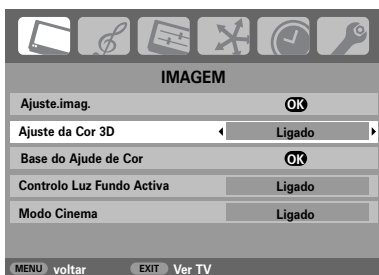 IMAGEM
Ajuste.imag. OK
Ajuste da Cor 3D Ligado
Base do Ajude de Cor OK
Controlo Luz Fundo Activa Ligado
Modo Cinema Ligado
MENU voltar EXIT Ver TV